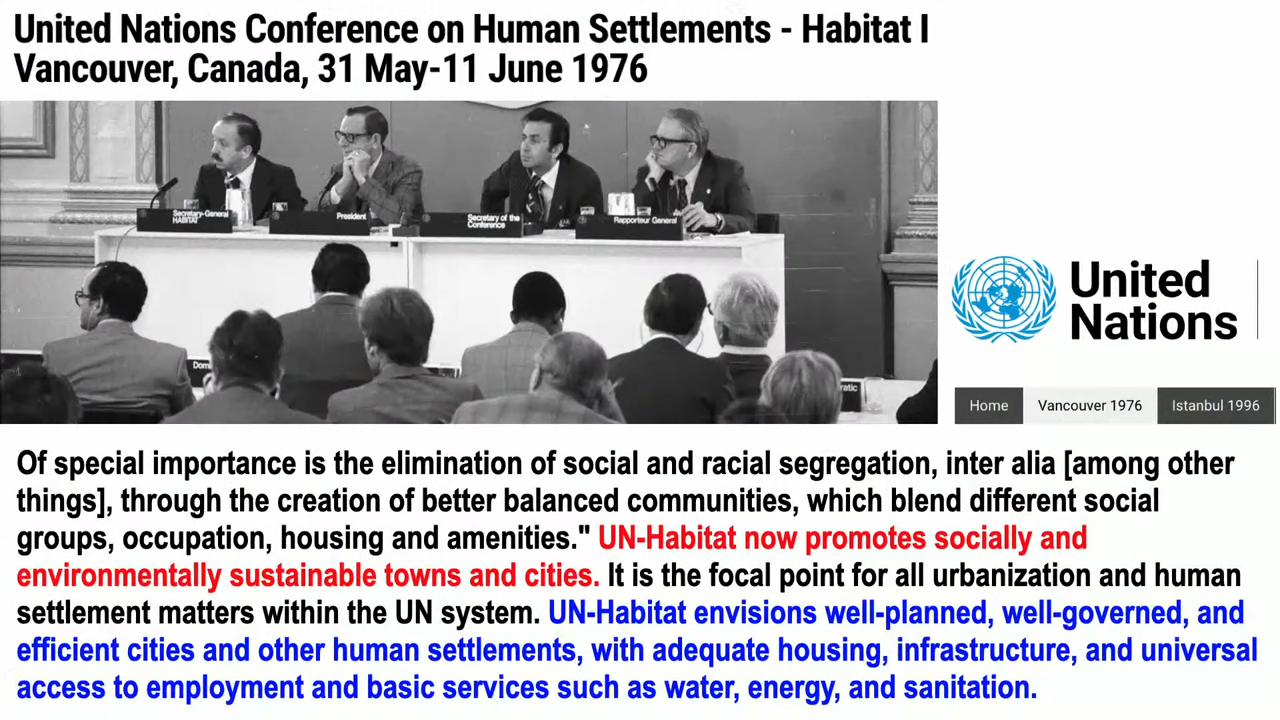 United Nations Conference on Human Settlements - Habitat I
Vancouver, Canada, 31 May-11 June 1976
Secretary-General
HABITAT
President
Secretary of the
Conference
Rapporteur General
United
Nations
Home
Vancouver 1976
Istanbul 1996
Of special importance is the elimination of social and racial segregation, inter alia [among other
things], through the creation of better balanced communities, which blend different social
groups, occupation, housing and amenities." UN-Habitat now promotes socially and
environmentally sustainable towns and cities. It is the focal point for all urbanization and human
settlement matters within the UN system. UN-Habitat envisions well-planned, well-governed, and
efficient cities and other human settlements, with adequate housing, infrastructure, and universal
access to employment and basic services such as water, energy, and sanitation.